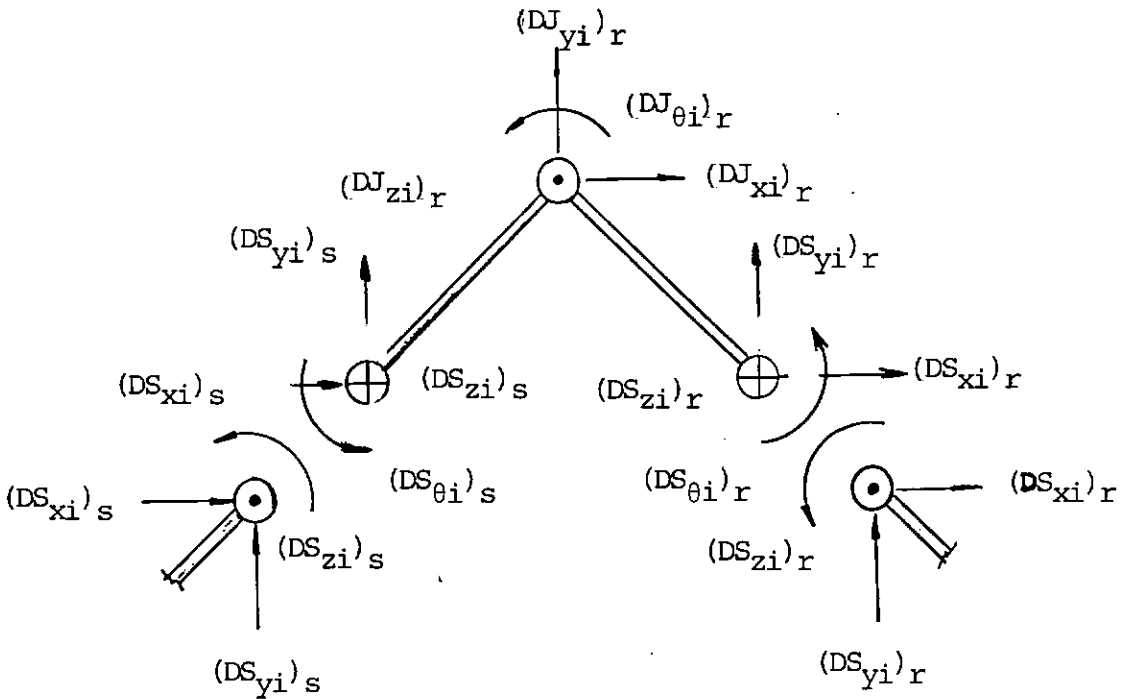 (DJyi)r
(DJθi)r
(DJzi)r
(DJxi)r
(DSyi)s
(DSyi)r
(DSxi)s
(DSzi)s
(DSzi)r
(DSxi)r
(DSxi)s
(DSθi)s
(DSθi)r
(DSxi)r
(DSzi)s
(DSzi)r
(DSyi)s
(DSyi)r